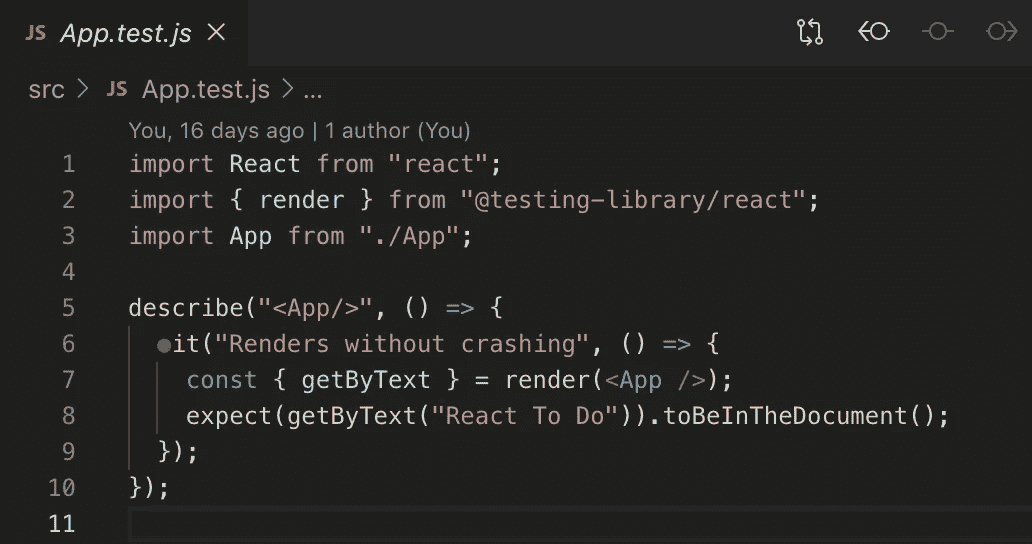 JS App.test.js ×
src > JS App.test.js > ...
You, 16 days ago | 1 author (You)
1 import React from "react";
2 import { render } from "@testing-library/react";
3 import App from "./App";
4
5 describe("<App/>", () => {
6 it("Renders without crashing", () => {
7 const { getByText } = render(<App />);
8 expect(getByText("React To Do")).toBeInTheDocument();
9 });
10 });
11